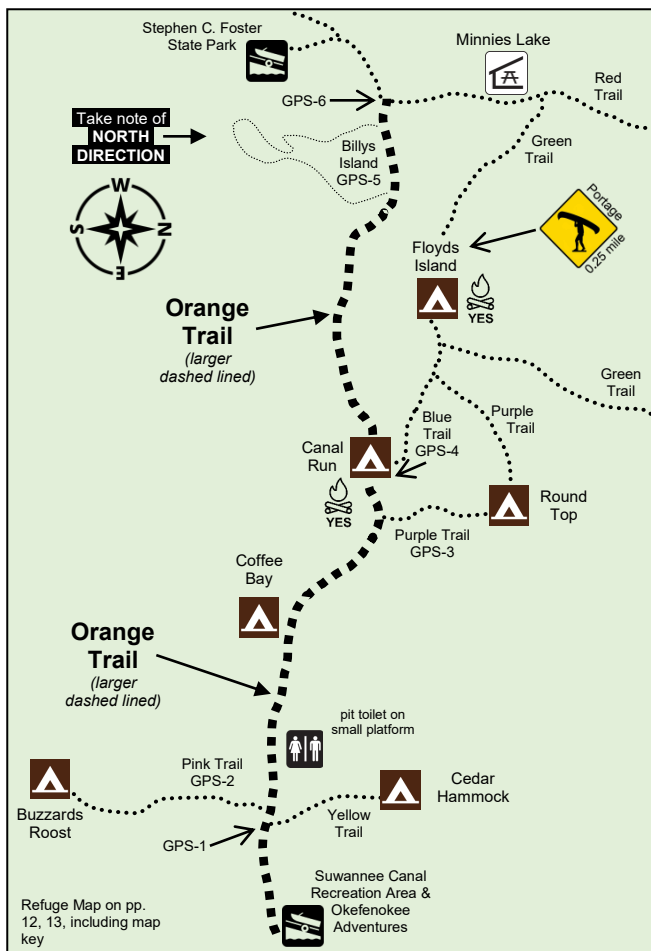 Stephen C. Foster
State Park
Minnies Lake
Red
Trail
GPS-6
Take note of
NORTH
DIRECTION
Billys
Island
GPS-5
Green
Trail
Portage
0.25 mile
W
S
N
E
Floyds
Island
YES
Orange
Trail
(larger
dashed lined)
Green
Trail
Blue
Trail
GPS-4
Purple
Trail
Canal
Run
YES
Round
Top
Purple Trail
GPS-3
Coffee
Bay
Orange
Trail
(larger
dashed lined)
pit toilet on
small platform
Pink Trail
GPS-2
Cedar
Hammock
Buzzards
Roost
Yellow
Trail
GPS-1
Suwannee Canal
Recreation Area &
Okefenokee
Adventures
Refuge Map on pp.
12, 13, including map
key